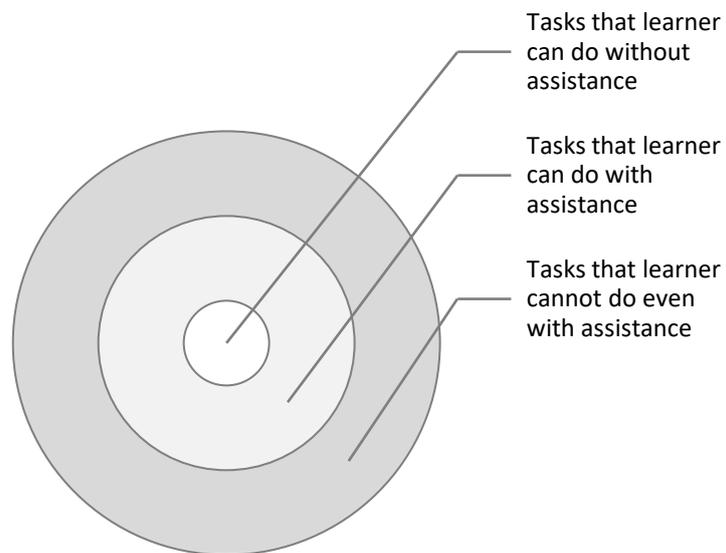 Tasks that learner
can do without
assistance
Tasks that learner
can do with
assistance
Tasks that learner
cannot do even
with assistance